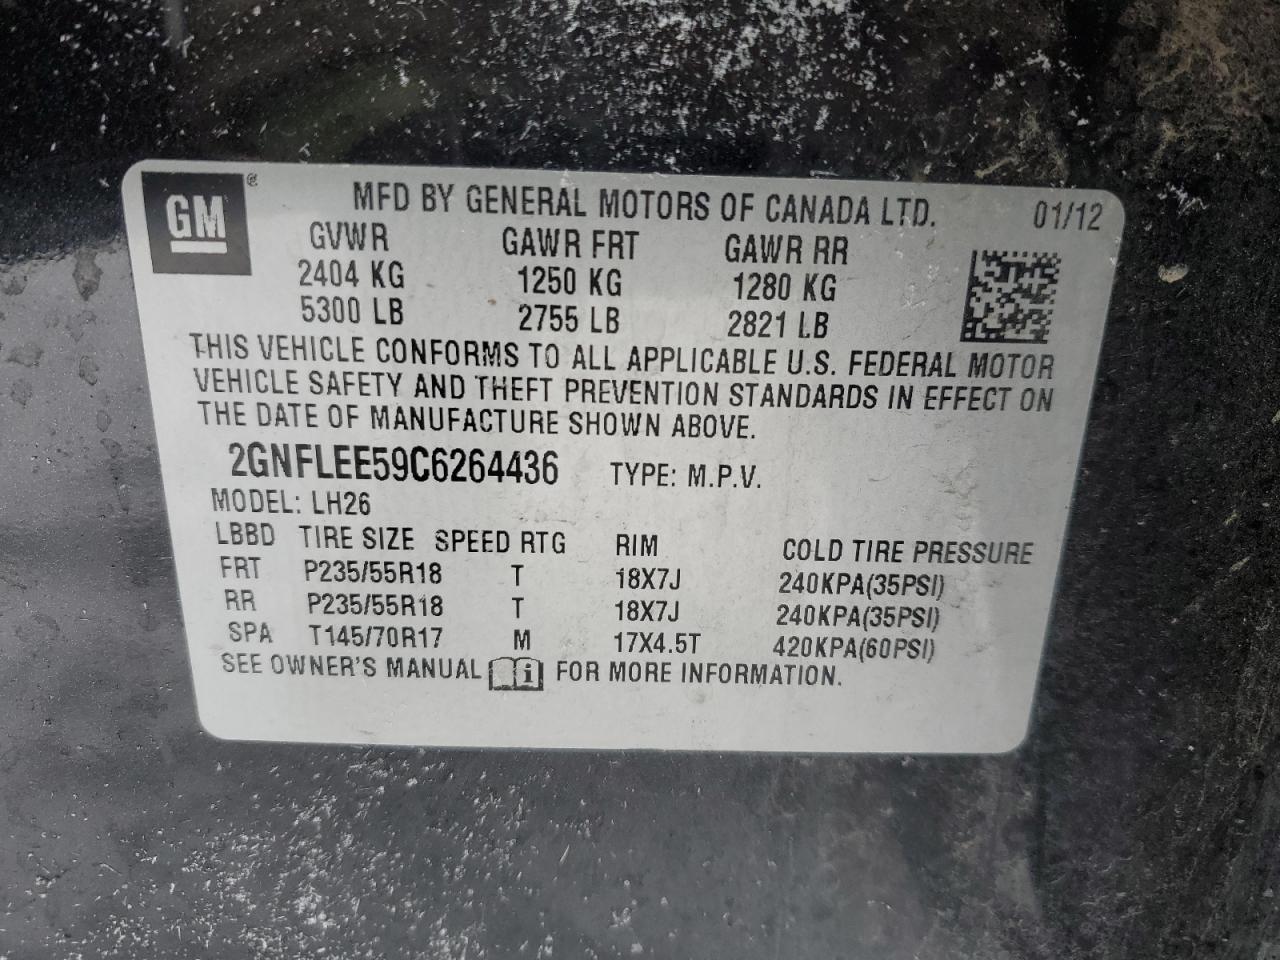 GM®
MFD BY GENERAL MOTORS OF CANADA LTD. 01/12
GVWR GAWR FRT GAWR RR
2404 KG 1250 KG 1280 KG
5300 LB 2755 LB 2821 LB
THIS VEHICLE CONFORMS TO ALL APPLICABLE U.S. FEDERAL MOTOR
VEHICLE SAFETY AND THEFT PREVENTION STANDARDS IN EFFECT ON
THE DATE OF MANUFACTURE SHOWN ABOVE.
2GNFLEE59C6264436 TYPE: M.P.V.
MODEL: LH26
LBBD TIRE SIZE SPEED RTG RIM COLD TIRE PRESSURE
FRT P235/55R18 T 18X7J 240KPA(35PSI)
RR P235/55R18 T 18X7J 240KPA(35PSI)
SPA T145/70R17 M 17X4.5T 420KPA(60PSI)
SEE OWNER'S MANUAL i FOR MORE INFORMATION.